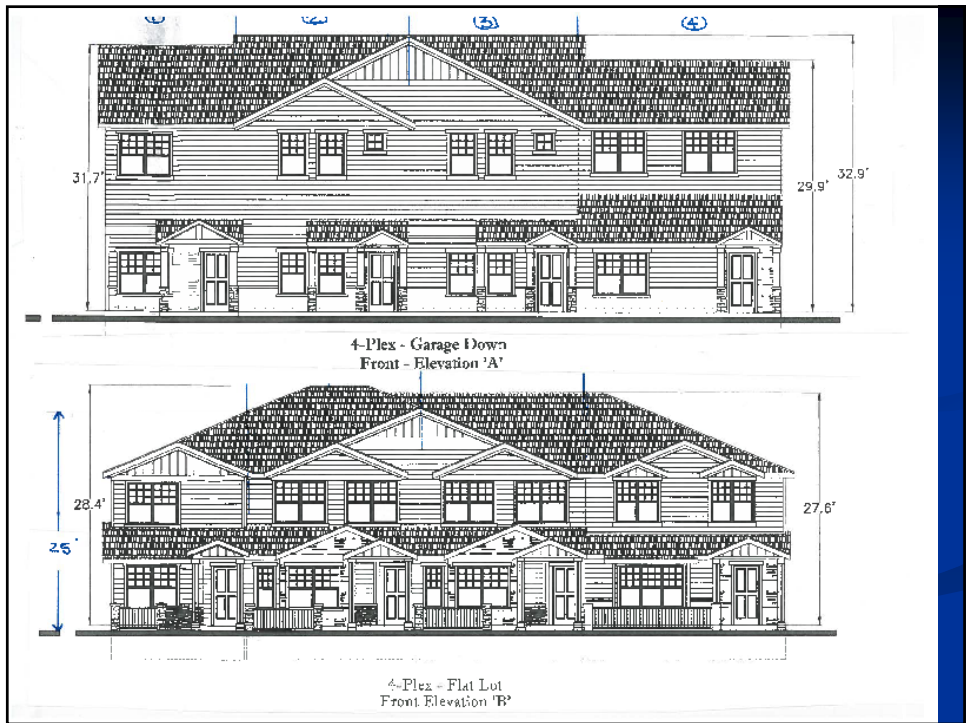 ① ② ③ ④
31.7'
29.9'
32.9'
4-Plex - Garage Down
Front - Elevation 'A'
28.4'
25'
27.6'
4-Plex - Flat Lot
Front Elevation 'B'